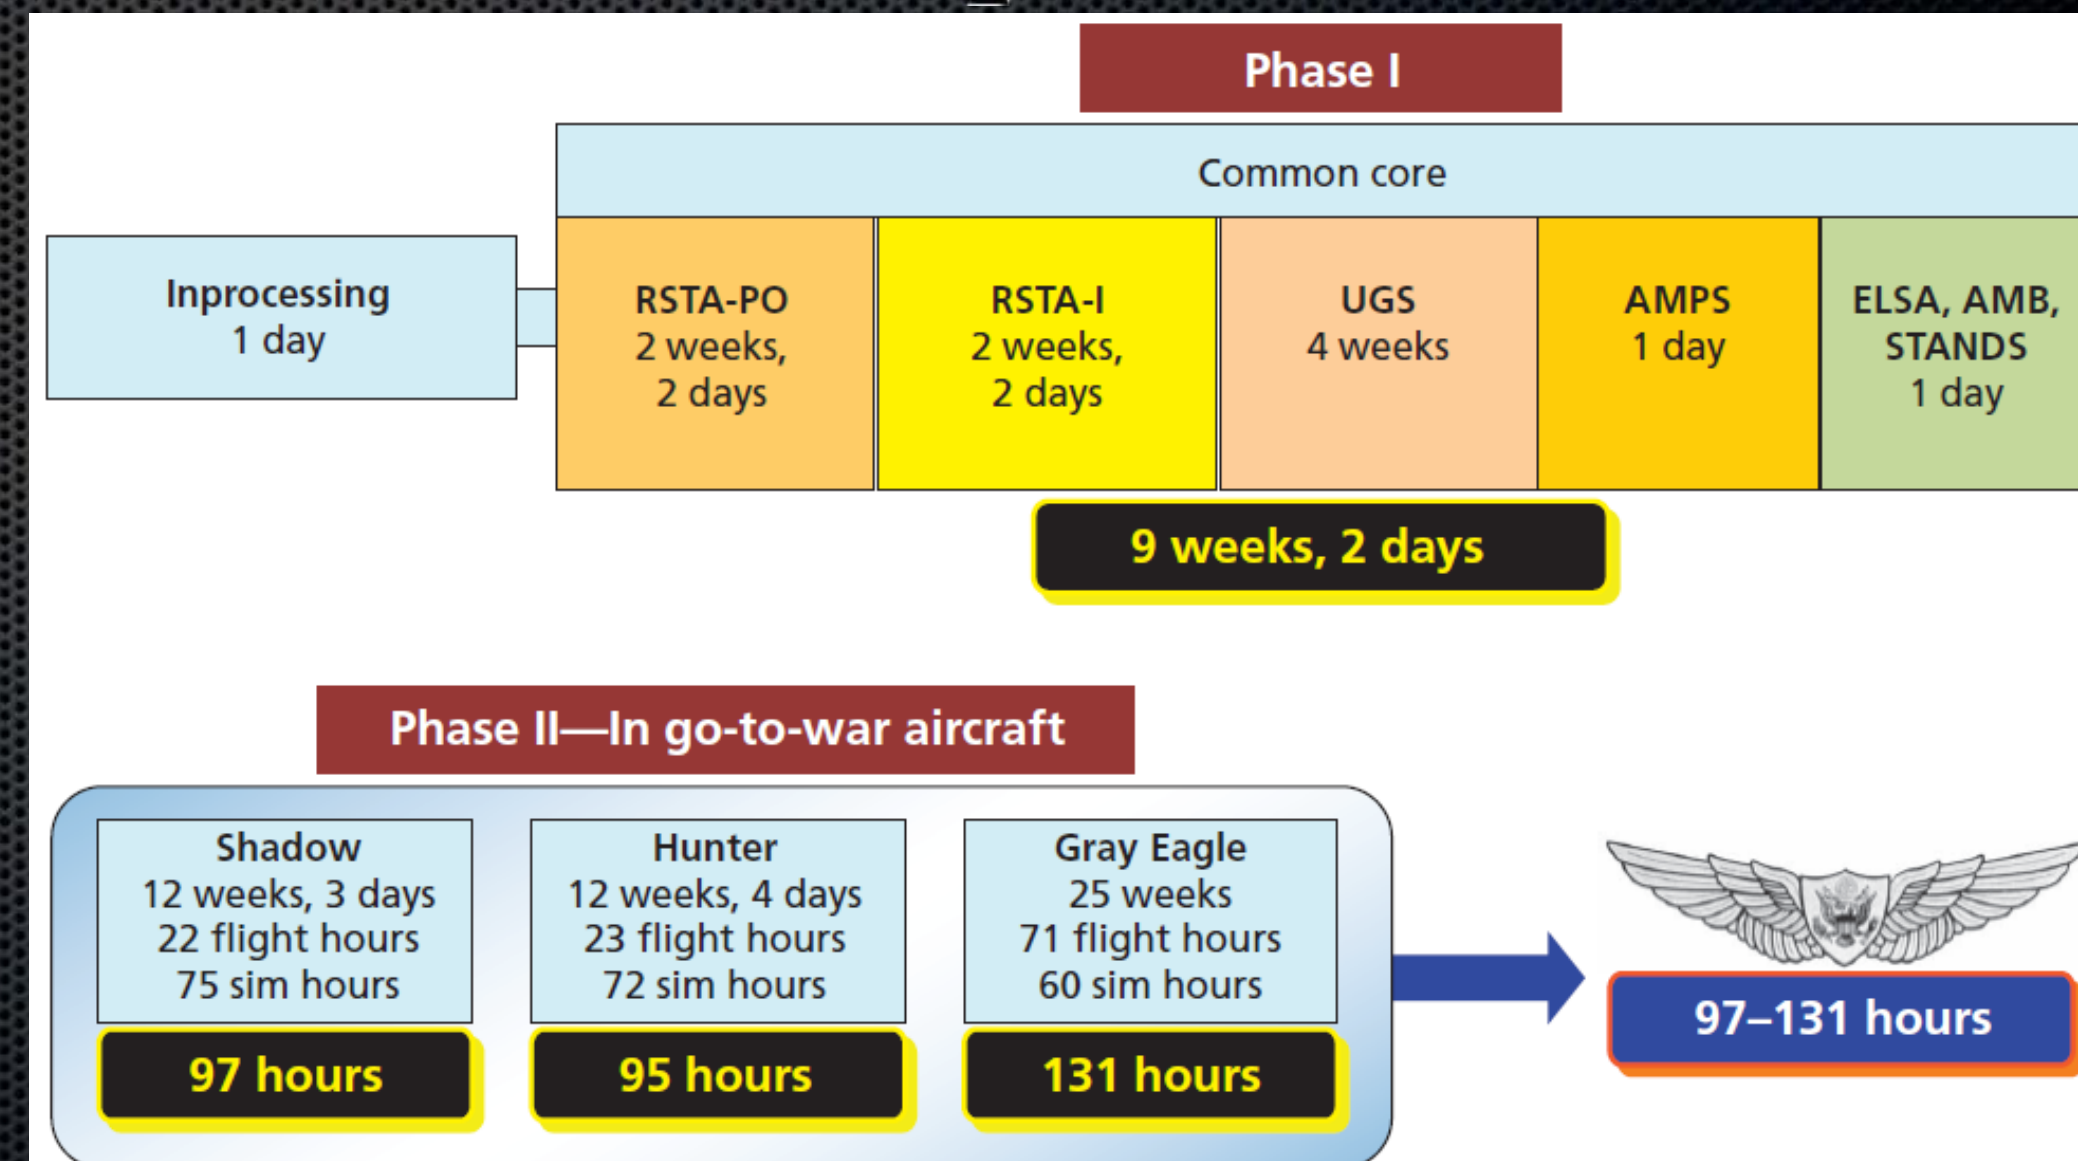 Phase I
Common core
Inprocessing
1 day
RSTA-PO
2 weeks,
2 days
RSTA-I
2 weeks,
2 days
UGS
4 weeks
AMPS
1 day
ELSA, AMB,
STANDS
1 day
9 weeks, 2 days
Phase II—In go-to-war aircraft
Shadow
12 weeks, 3 days
22 flight hours
75 sim hours
97 hours
Hunter
12 weeks, 4 days
23 flight hours
72 sim hours
95 hours
Gray Eagle
25 weeks
71 flight hours
60 sim hours
131 hours
97–131 hours